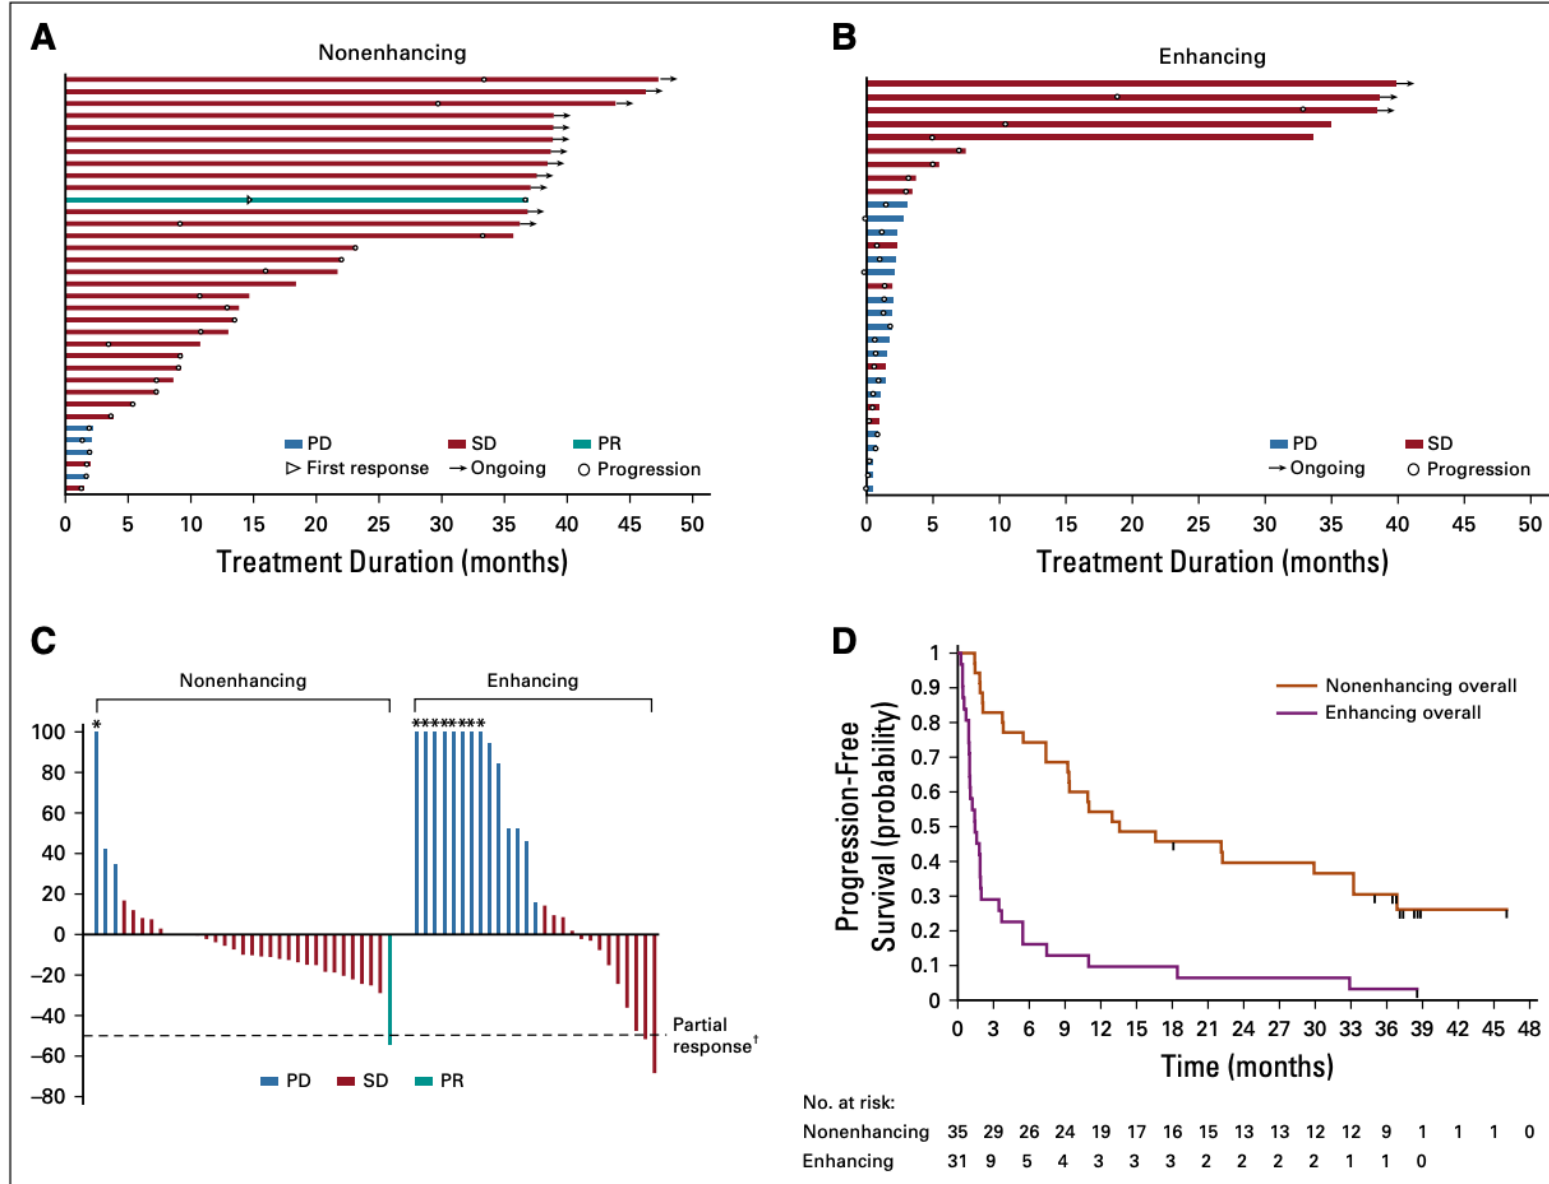 A
Nonenhancing
PD SD PR
First response Ongoing Progression
0 5 10 15 20 25 30 35 40 45 50
Treatment Duration (months)
B
Enhancing
PD SD
Ongoing Progression
0 5 10 15 20 25 30 35 40 45 50
Treatment Duration (months)
C
Nonenhancing Enhancing
* ********
100
80
60
40
20
0
–20
–40
–60
–80
Partial
response†
PD SD PR
D
Progression-Free
Survival (probability)
1
0.9
0.8
0.7
0.6
0.5
0.4
0.3
0.2
0.1
0
Nonenhancing overall
Enhancing overall
0 3 6 9 12 15 18 21 24 27 30 33 36 39 42 45 48
Time (months)
No. at risk:
Nonenhancing 35 29 26 24 19 17 16 15 13 13 12 12 9 1 1 1 0
Enhancing 31 9 5 4 3 3 3 2 2 2 2 1 1 0